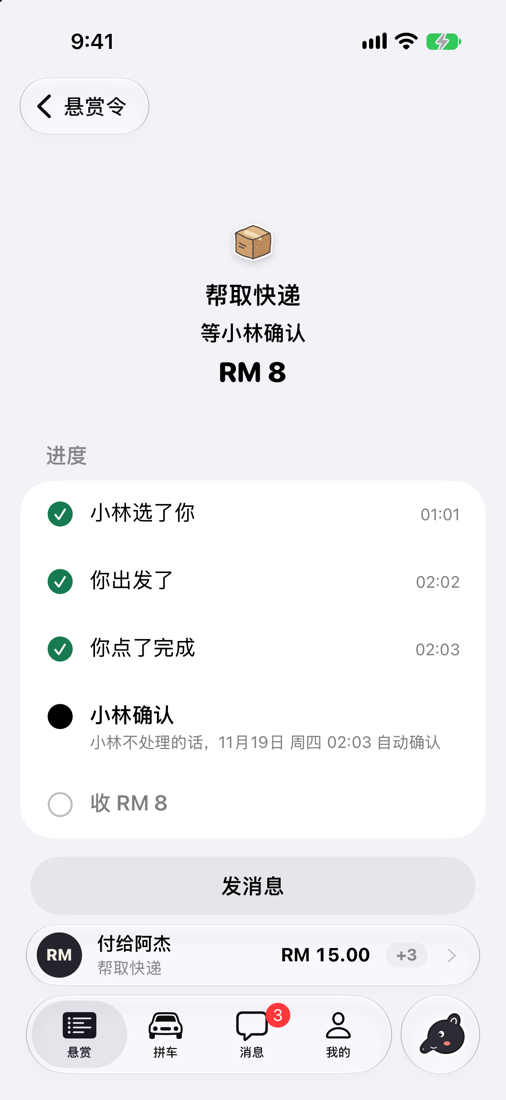 9:41
悬赏令
帮取快递
等小林确认
RM 8
进度
小林选了你 01:01
你出发了 02:02
你点了完成 02:03
小林确认
小林不处理的话，11月19日 周四 02:03 自动确认
收 RM 8
发消息
RM 付给阿杰 RM 15.00 +3
帮取快递
3
悬赏 拼车 消息 我的